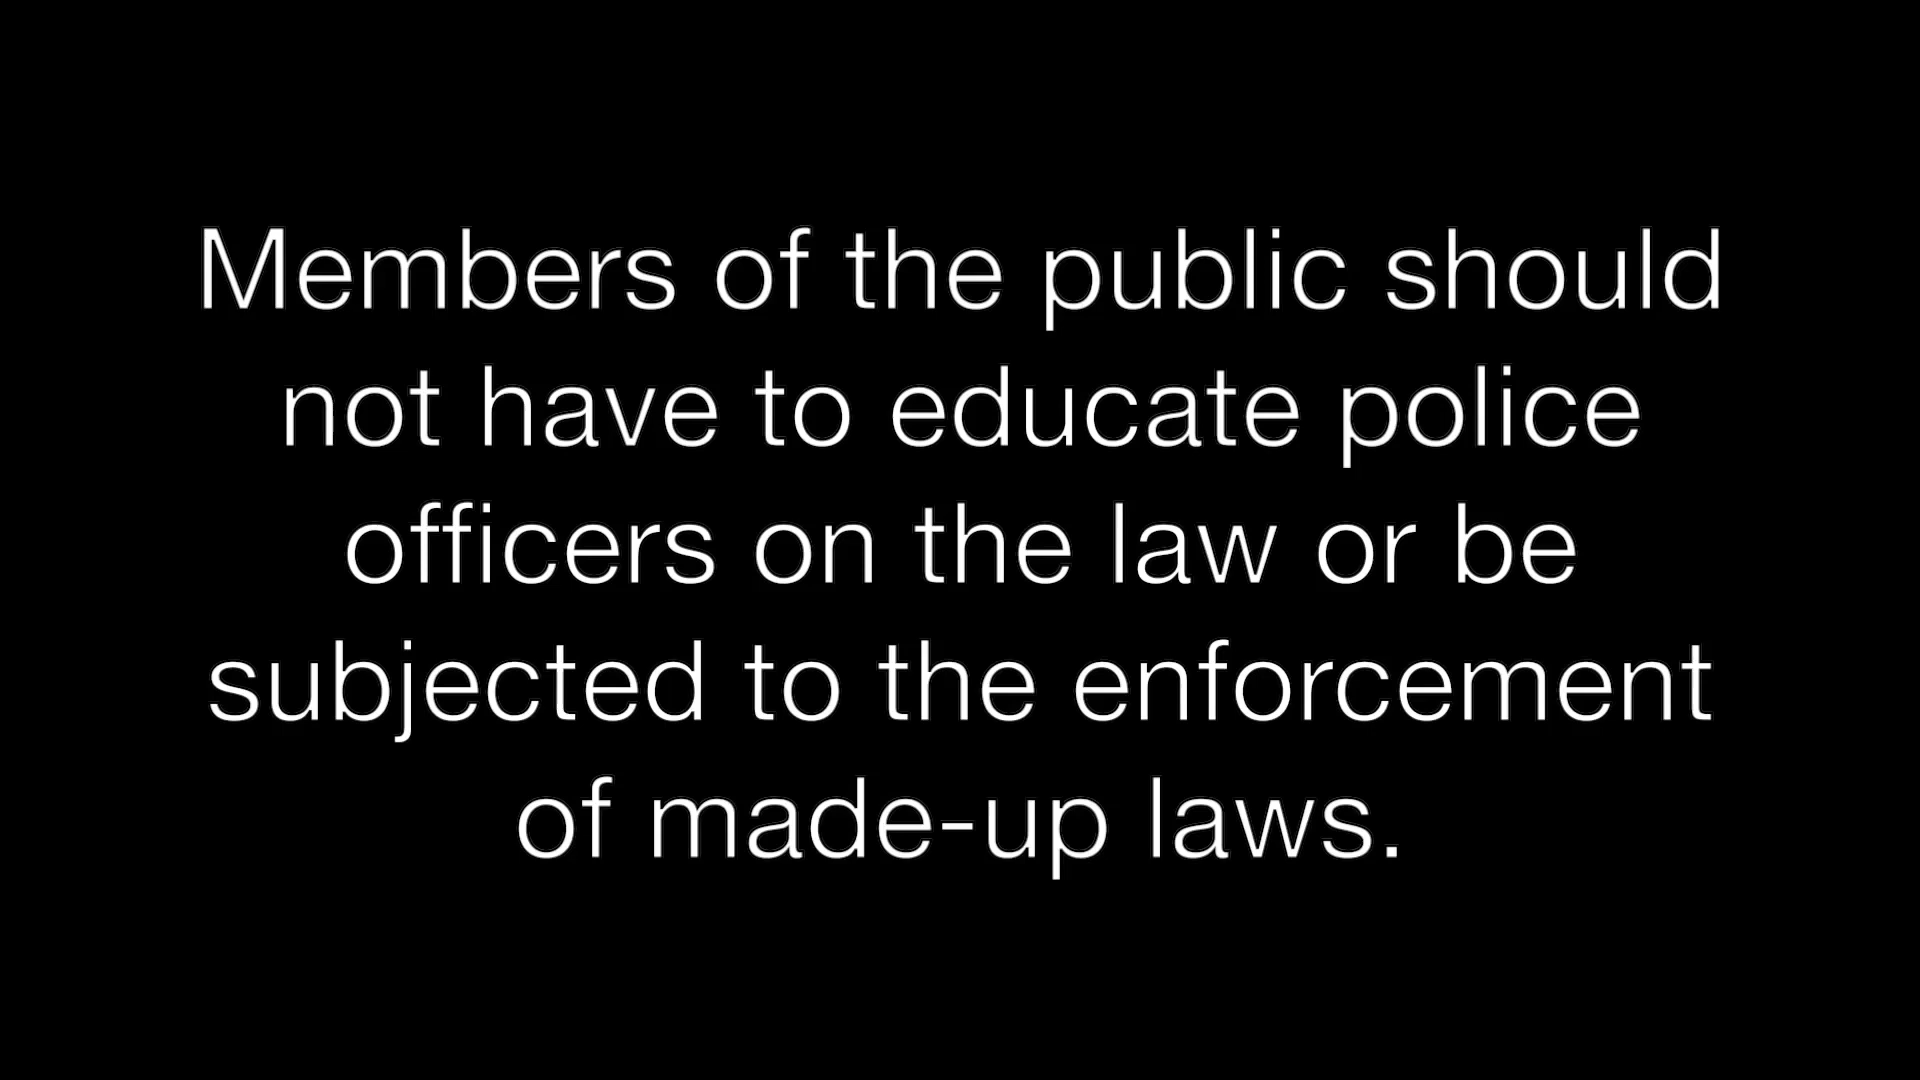 Members of the public should
not have to educate police
officers on the law or be
subjected to the enforcement
of made-up laws.